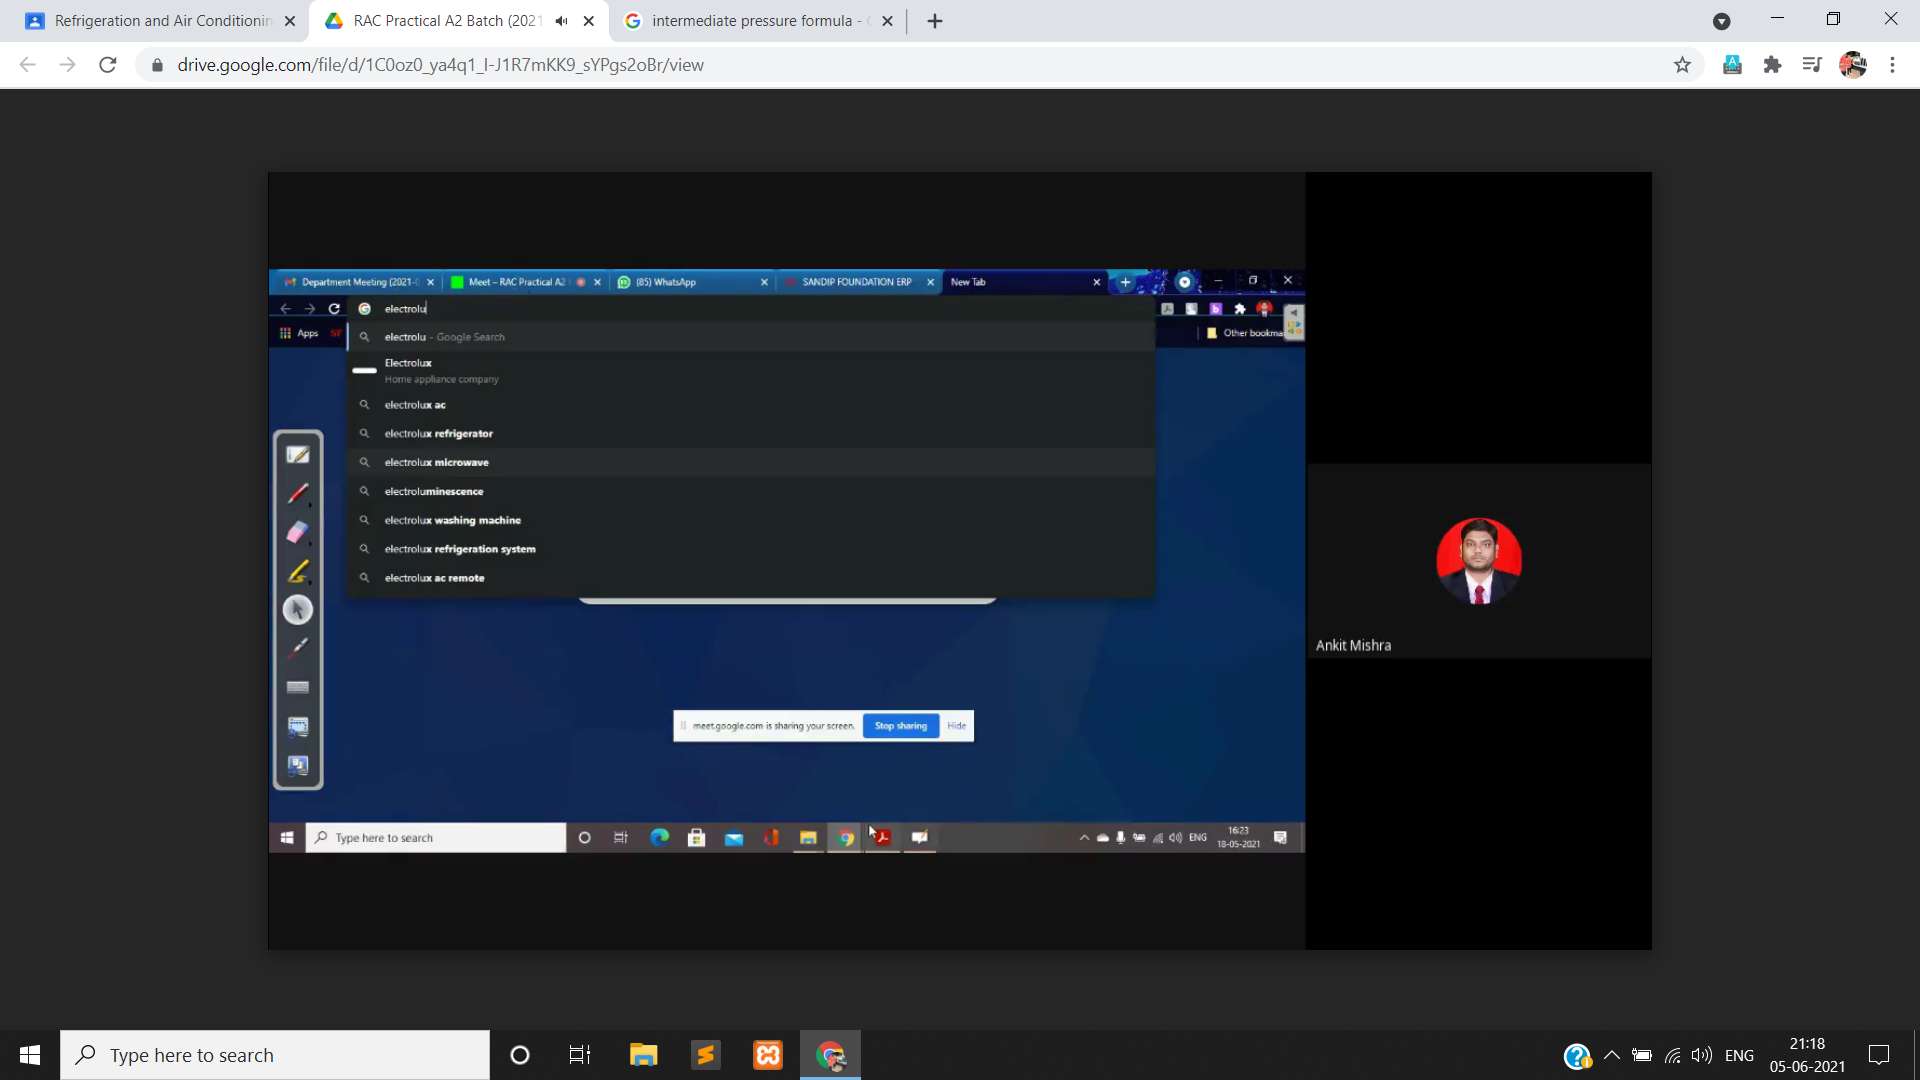 Refrigeration and Air Conditionin
RAC Practical A2 Batch (2021
intermediate pressure formula -
drive.google.com/file/d/1C0oz0_ya4q1_l-J1R7mKK9_sYPgs2oBr/view
Department Meeting (2021-
Meet – RAC Practical A2
(85) WhatsApp
SANDIP FOUNDATION ERP
New Tab
electrolu
Apps
Other bookma
electrolu - Google Search
Electrolux
Home appliance company
electrolux ac
electrolux refrigerator
electrolux microwave
electroluminescence
electrolux washing machine
electrolux refrigeration system
electrolux ac remote
Ankit Mishra
meet.google.com is sharing your screen.
Stop sharing
Hide
Type here to search
ENG
16:23
18-05-2021
Type here to search
ENG
21:18
05-06-2021